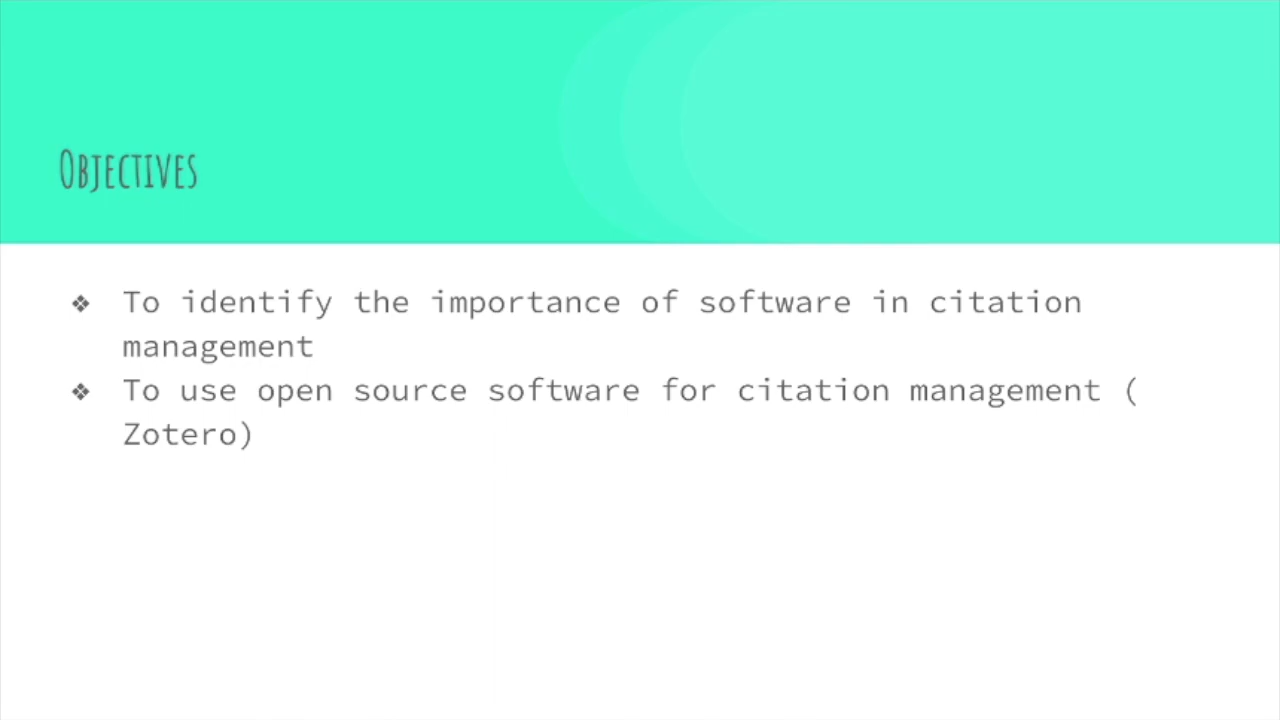 Objectives
❖ To identify the importance of software in citation
management
❖ To use open source software for citation management (
Zotero)